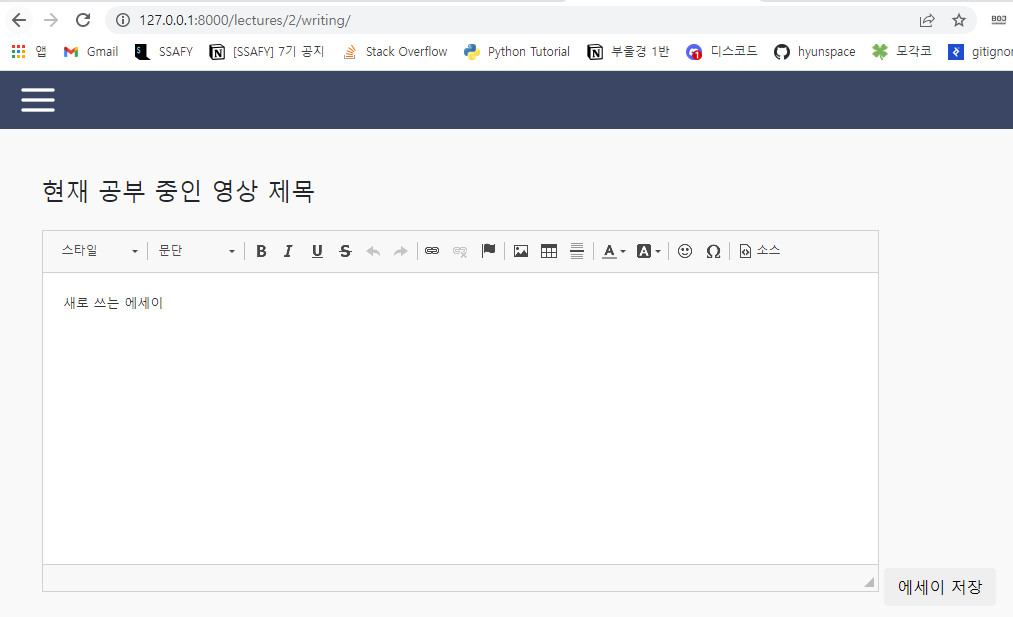 127.0.0.1:8000/lectures/2/writing/
앱 Gmail SSAFY [SSAFY] 7기 공지 Stack Overflow Python Tutorial 부울경 1반 디스코드 hyunspace 모각코 gitignor
현재 공부 중인 영상 제목
스타일 문단 B I U S A A Ω 소스
새로 쓰는 에세이
에세이 저장